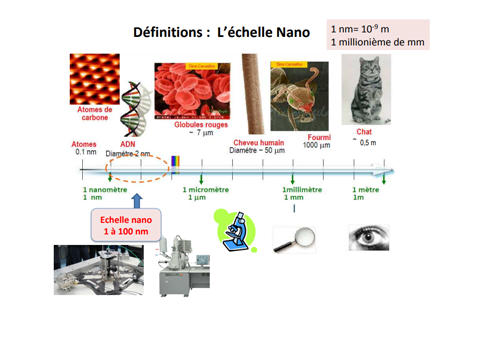 Définitions : L’échelle Nano
1 nm= 10-9 m
1 millionième de mm
Atomes de
carbone
Globules rouges
~ 7 µm
Atomes
0.1 nm
ADN
Diamètre 2 nm
Cheveu humain
Diamètre ~ 50 µm
Fourmi
1000 µm
Chat
~ 0,5 m
1 nanomètre
1 nm
1 micromètre
1 µm
1millimètre
1 mm
1 mètre
1m
Echelle nano
1 à 100 nm